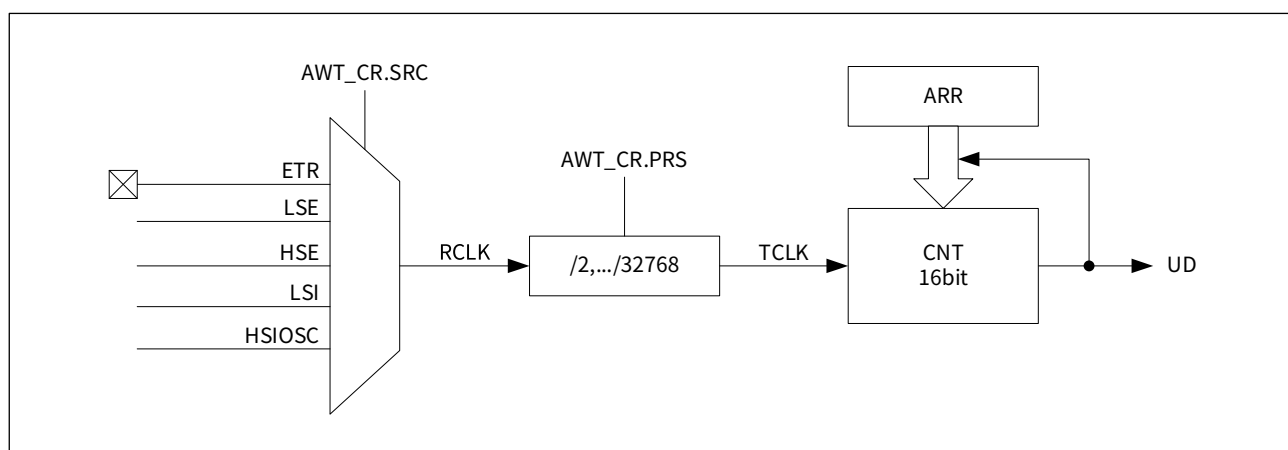 AWT_CR.SRC
ARR
AWT_CR.PRS
ETR
LSE
HSE
RCLK
/2,.../32768
TCLK
CNT
16bit
UD
LSI
HSIOSC